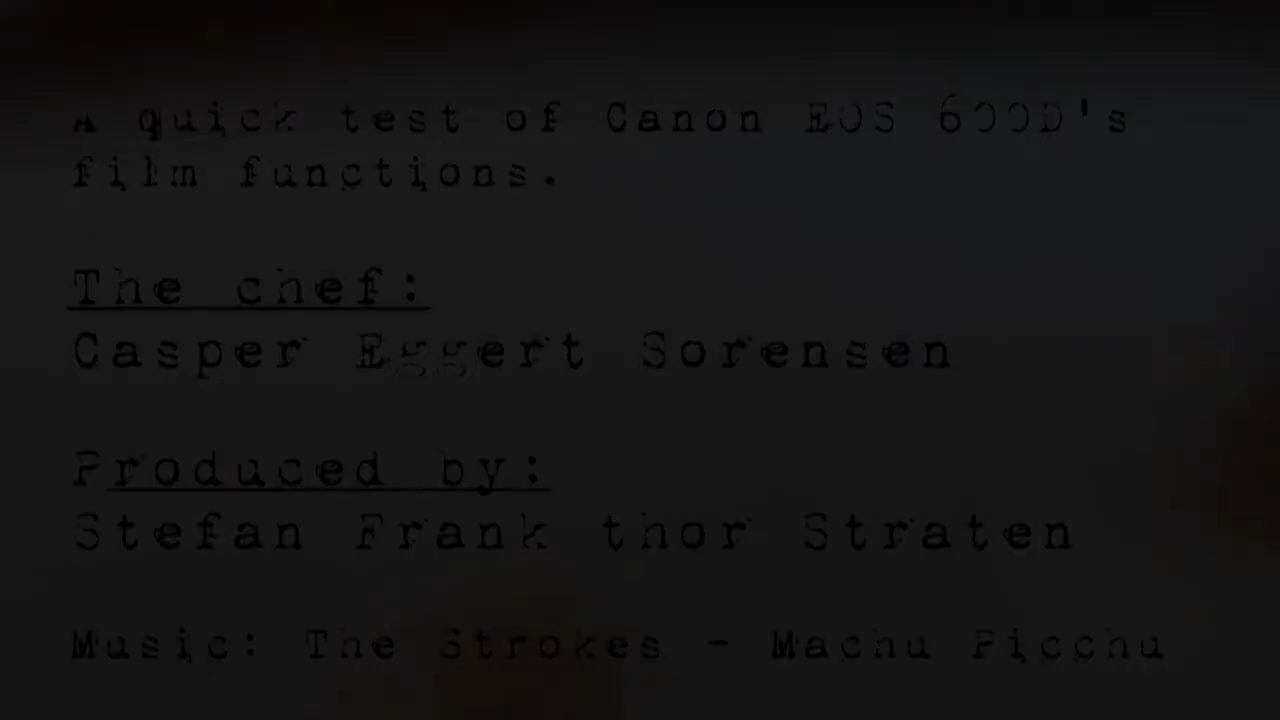 A quick test of Canon EOS 600D's
film functions.
The chef:
Casper Eggert Sorensen
Produced by:
Stefan Frank thor Straten
Music: The Strokes - Machu Picchu